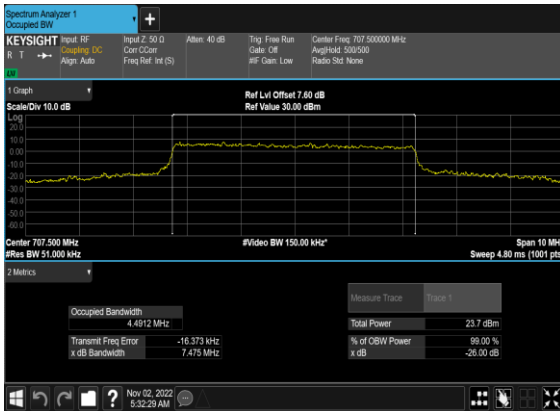 Spectrum Analyzer 1
Occupied BW
KEYSIGHT
R T
Input: RF
Coupling: DC
Align: Auto
Input Z: 50 Ω
Corr CCorr
Freq Ref: Int (S)
Atten: 40 dB
Trig: Free Run
Gate: Off
#IF Gain: Low
Center Freq: 707.500000 MHz
Avg|Hold: 500/500
Radio Std: None
1 Graph
Scale/Div 10.0 dB
Ref Lvl Offset 7.60 dB
Ref Value 30.00 dBm
Log
20.0
10.0
0.00
-10.0
-20.0
-30.0
-40.0
-50.0
-60.0
Center 707.500 MHz
#Video BW 150.00 kHz*
Span 10 MH
#Res BW 51.000 kHz
Sweep 4.80 ms (1001 pts
2 Metrics
Measure Trace Trace 1
Occupied Bandwidth
4.4912 MHz
Total Power 23.7 dBm
Transmit Freq Error -16.373 kHz
% of OBW Power 99.00 %
x dB Bandwidth 7.475 MHz
x dB -26.00 dB
?
Nov 02, 2022
5:32:29 AM